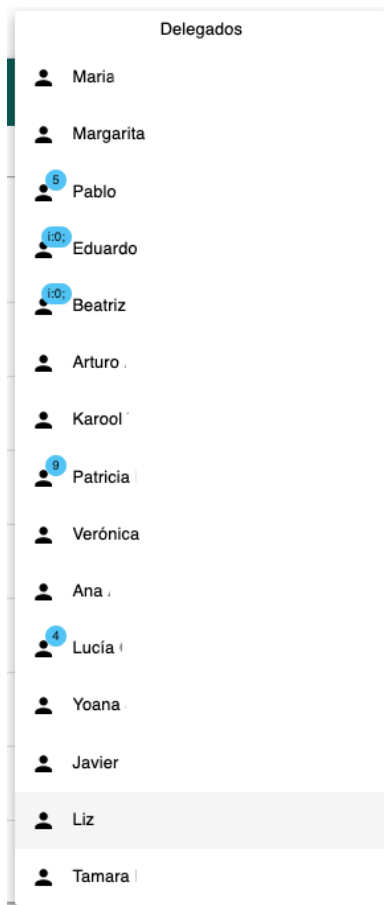 Delegados
Maria
Margarita
5
Pablo
i:0;
Eduardo
i:0;
Beatriz
Arturo
Karool
9
Patricia
Verónica
Ana
4
Lucía
Yoana
Javier
Liz
Tamara